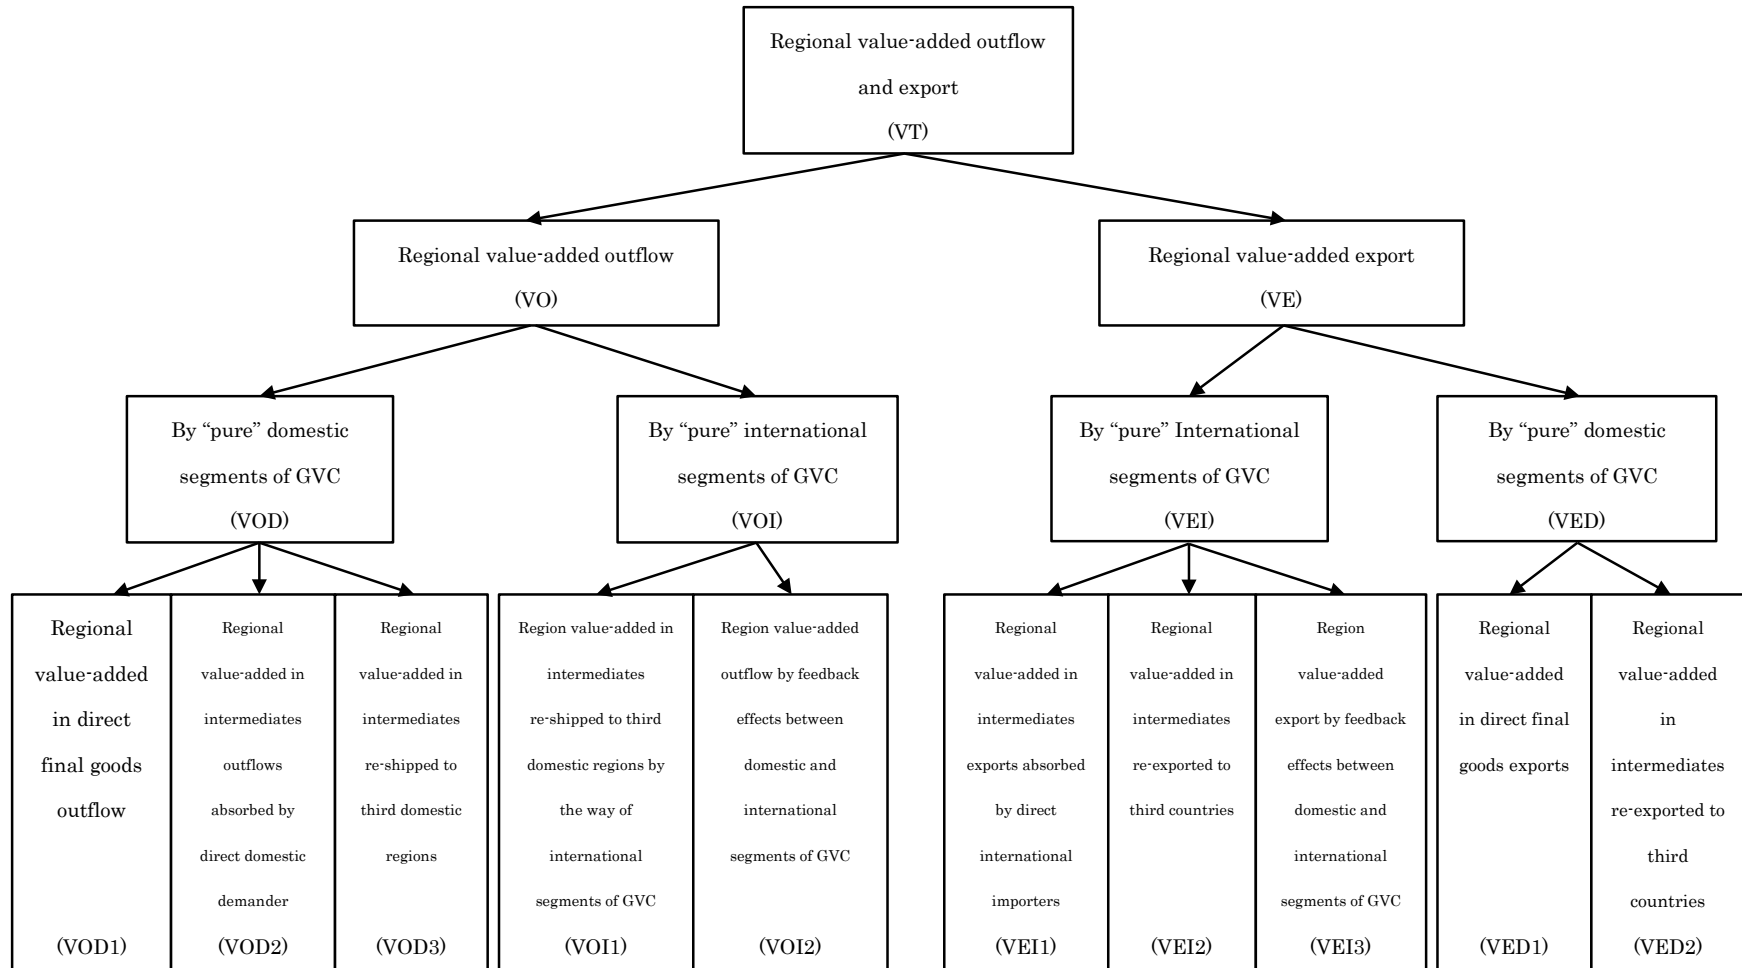 Regional value-added outflow
and export
(VT)
Regional value-added outflow
(VO)
Regional value-added export
(VE)
By “pure” domestic
segments of GVC
(VOD)
By “pure” international
segments of GVC
(VOI)
By “pure” International
segments of GVC
(VEI)
By “pure” domestic
segments of GVC
(VED)
Regional
value-added
in direct
final goods
outflow
(VOD1)
Regional
value-added in
intermediates
outflows
absorbed by
direct domestic
demander
(VOD2)
Regional
value-added in
intermediates
re-shipped to
third domestic
regions
(VOD3)
Region value-added in
intermediates
re-shipped to third
domestic regions by
the way of
international
segments of GVC
(VOI1)
Region value-added
outflow by feedback
effects between
domestic and
international
segments of GVC
(VOI2)
Regional
value-added in
intermediates
exports absorbed
by direct
international
importers
(VEI1)
Regional
value-added in
intermediates
re-exported to
third countries
(VEI2)
Region
value-added
export by feedback
effects between
domestic and
international
segments of GVC
(VEI3)
Regional
value-added
in direct final
goods exports
(VED1)
Regional
value-added
in
intermediates
re-exported to
third
countries
(VED2)